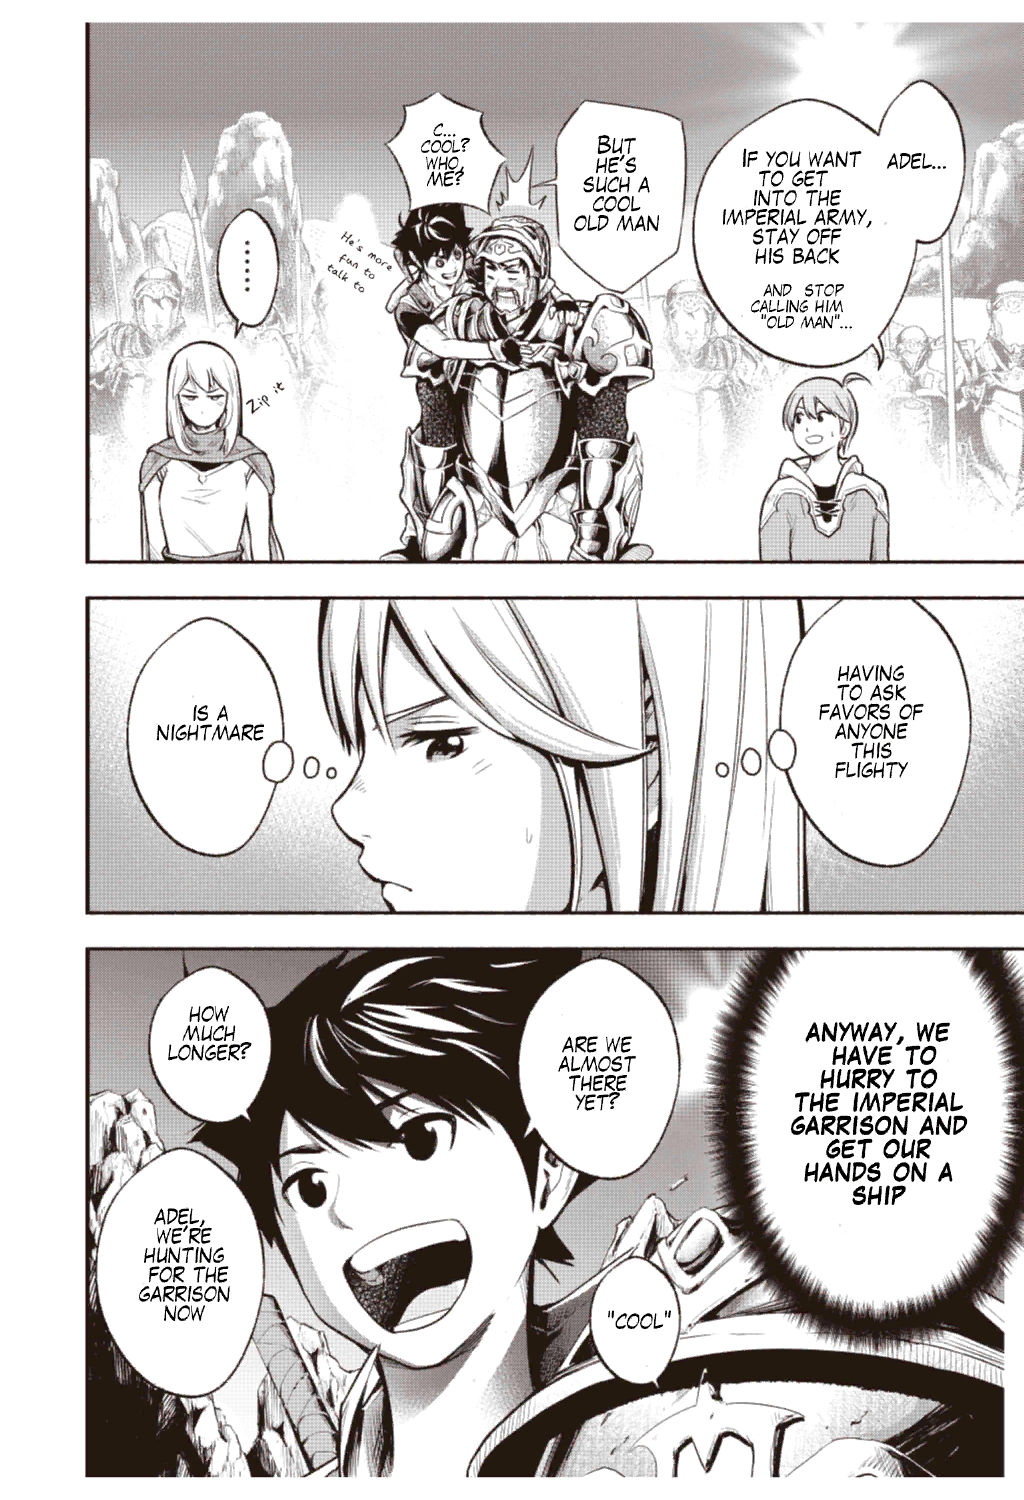 ADEL...
IF YOU WANT
TO GET
INTO THE
IMPERIAL ARMY,
STAY OFF
HIS BACK
AND STOP
CALLING HIM
"OLD MAN"...
BUT
HE'S
SUCH A
COOL
OLD MAN
C...
COOL?
WHO,
ME?
He's more
fun to
talk to
......
Zip it
HAVING
TO ASK
FAVORS OF
ANYONE
THIS
FLIGHTY
IS A
NIGHTMARE
ANYWAY, WE
HAVE TO
HURRY TO
THE IMPERIAL
GARRISON AND
GET OUR
HANDS ON A
SHIP
ARE WE
ALMOST
THERE
YET?
HOW
MUCH
LONGER?
"COOL"
ADEL,
WE'RE
HUNTING
FOR THE
GARRISON
NOW